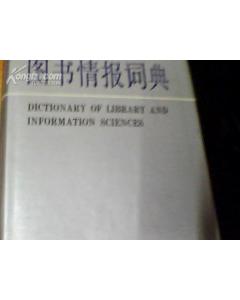 图书情报词典
DICTIONARY OF LIBRARY AND
INFORMATION SCIENCES